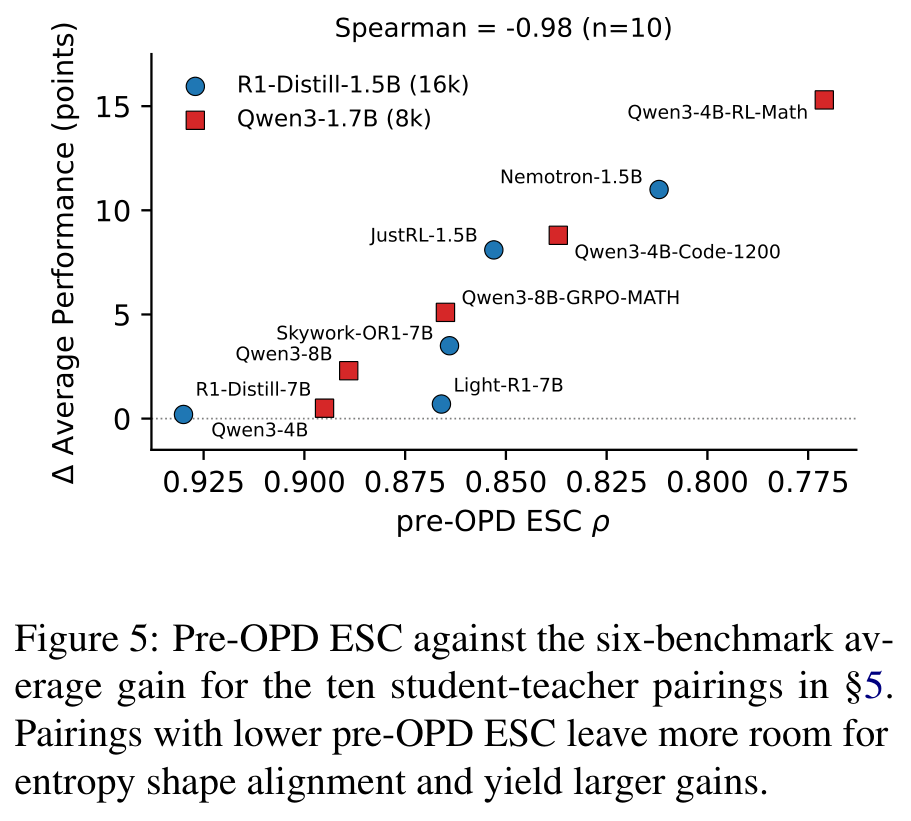 Spearman = -0.98 (n=10)
Δ Average Performance (points)
R1-Distill-1.5B (16k)
Qwen3-1.7B (8k)
15
10
5
0
Qwen3-4B-RL-Math
Nemotron-1.5B
JustRL-1.5B
Qwen3-4B-Code-1200
Qwen3-8B-GRPO-MATH
Skywork-OR1-7B
Qwen3-8B
R1-Distill-7B
Light-R1-7B
Qwen3-4B
0.925 0.900 0.875 0.850 0.825 0.800 0.775
pre-OPD ESC ρ
Figure 5: Pre-OPD ESC against the six-benchmark av-
erage gain for the ten student-teacher pairings in §5.
Pairings with lower pre-OPD ESC leave more room for
entropy shape alignment and yield larger gains.